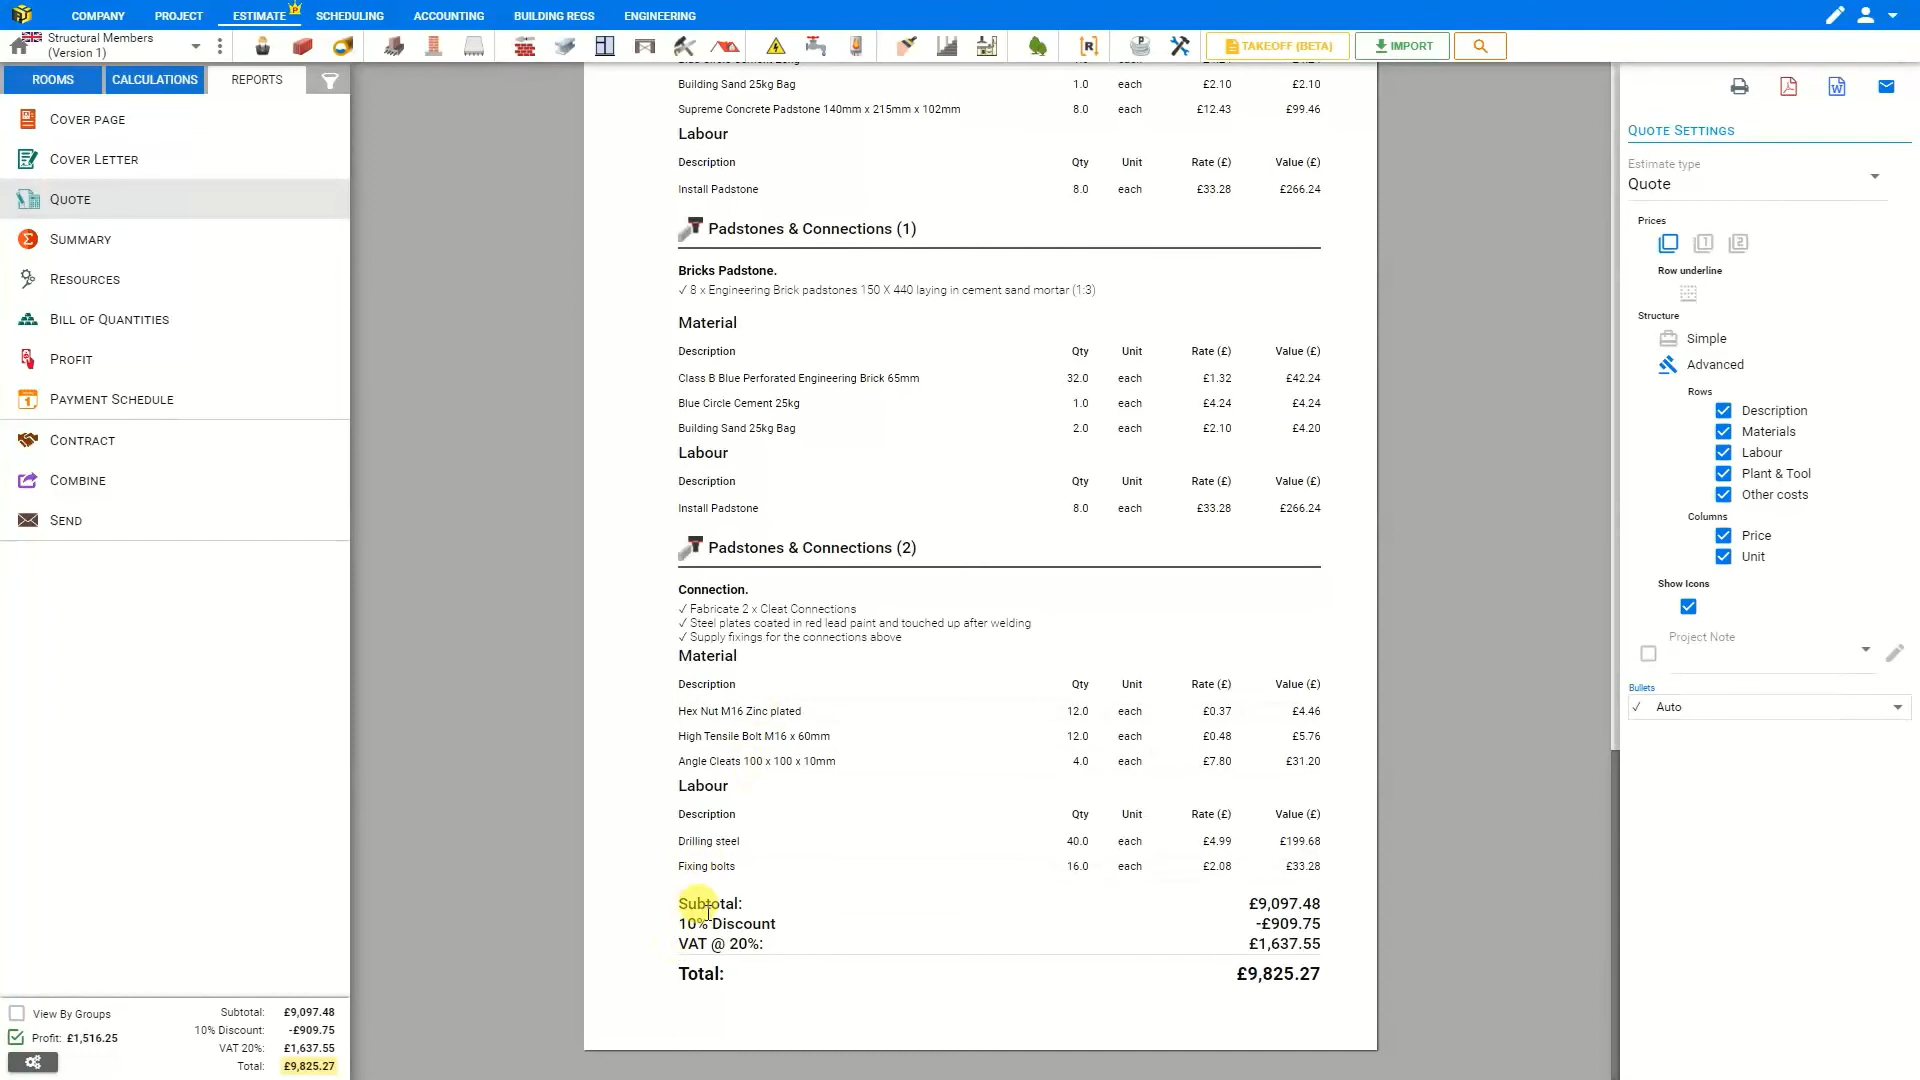 COMPANY PROJECT ESTIMATE SCHEDULING ACCOUNTING BUILDING REGS ENGINEERING
Structural Members
(Version 1)
TAKEOFF (BETA)
IMPORT
ROOMS CALCULATIONS REPORTS
COVER PAGE
COVER LETTER
QUOTE
SUMMARY
RESOURCES
BILL OF QUANTITIES
PROFIT
PAYMENT SCHEDULE
CONTRACT
COMBINE
SEND
View By Groups
Profit: £1,516.25
Subtotal: £9,097.48
10% Discount: -£909.75
VAT 20%: £1,637.55
Total: £9,825.27
Building Sand 25kg Bag 1.0 each £2.10 £2.10
Supreme Concrete Padstone 140mm x 215mm x 102mm 8.0 each £12.43 £99.46
Labour
Description Qty Unit Rate (£) Value (£)
Install Padstone 8.0 each £33.28 £266.24
Padstones & Connections (1)
Bricks Padstone.
✓ 8 x Engineering Brick padstones 150 X 440 laying in cement sand mortar (1:3)
Material
Description Qty Unit Rate (£) Value (£)
Class B Blue Perforated Engineering Brick 65mm 32.0 each £1.32 £42.24
Blue Circle Cement 25kg 1.0 each £4.24 £4.24
Building Sand 25kg Bag 2.0 each £2.10 £4.20
Labour
Description Qty Unit Rate (£) Value (£)
Install Padstone 8.0 each £33.28 £266.24
Padstones & Connections (2)
Connection.
✓ Fabricate 2 x Cleat Connections
✓ Steel plates coated in red lead paint and touched up after welding
✓ Supply fixings for the connections above
Material
Description Qty Unit Rate (£) Value (£)
Hex Nut M16 Zinc plated 12.0 each £0.37 £4.46
High Tensile Bolt M16 x 60mm 12.0 each £0.48 £5.76
Angle Cleats 100 x 100 x 10mm 4.0 each £7.80 £31.20
Labour
Description Qty Unit Rate (£) Value (£)
Drilling steel 40.0 each £4.99 £199.68
Fixing bolts 16.0 each £2.08 £33.28
Subtotal: £9,097.48
10% Discount -£909.75
VAT @ 20%: £1,637.55
Total: £9,825.27
QUOTE SETTINGS
Estimate type
Quote
Prices
1 2
Row underline
Structure
Simple
Advanced
Rows
Description
Materials
Labour
Plant & Tool
Other costs
Columns
Price
Unit
Show Icons
Project Note
Bullets
✓ Auto